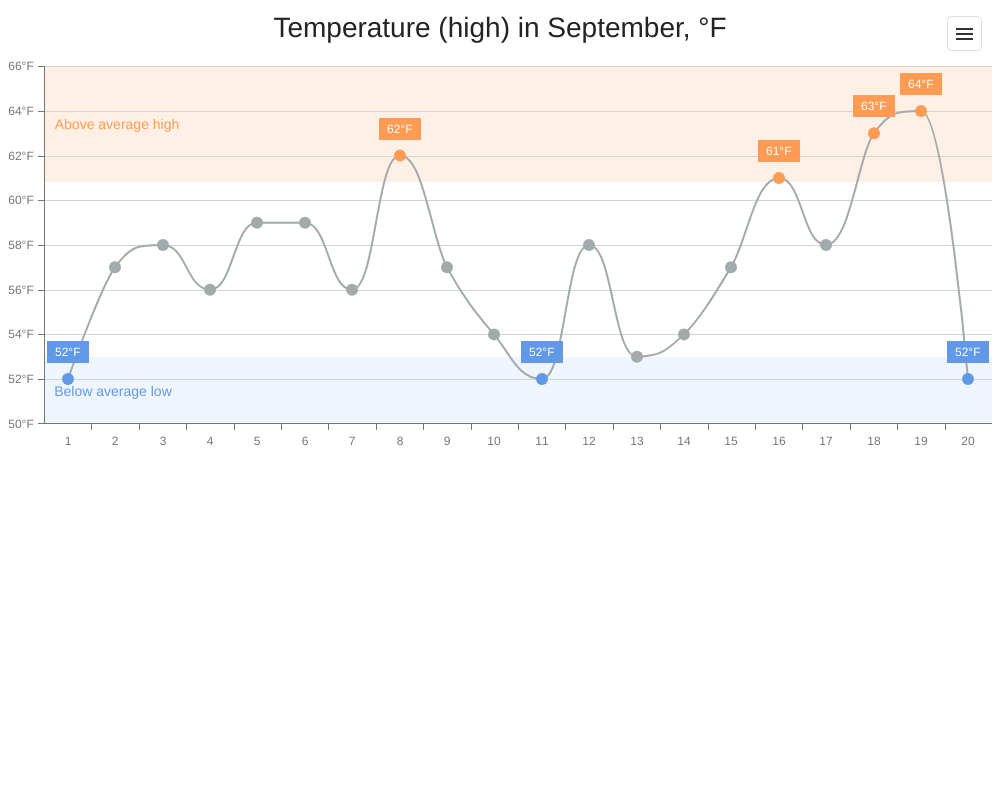 Temperature (high) in September, °F
66°F
64°F
62°F
60°F
58°F
56°F
54°F
52°F
50°F
Above average high
Below average low
52°F
62°F
52°F
61°F
63°F
64°F
52°F
1 2 3 4 5 6 7 8 9 10 11 12 13 14 15 16 17 18 19 20